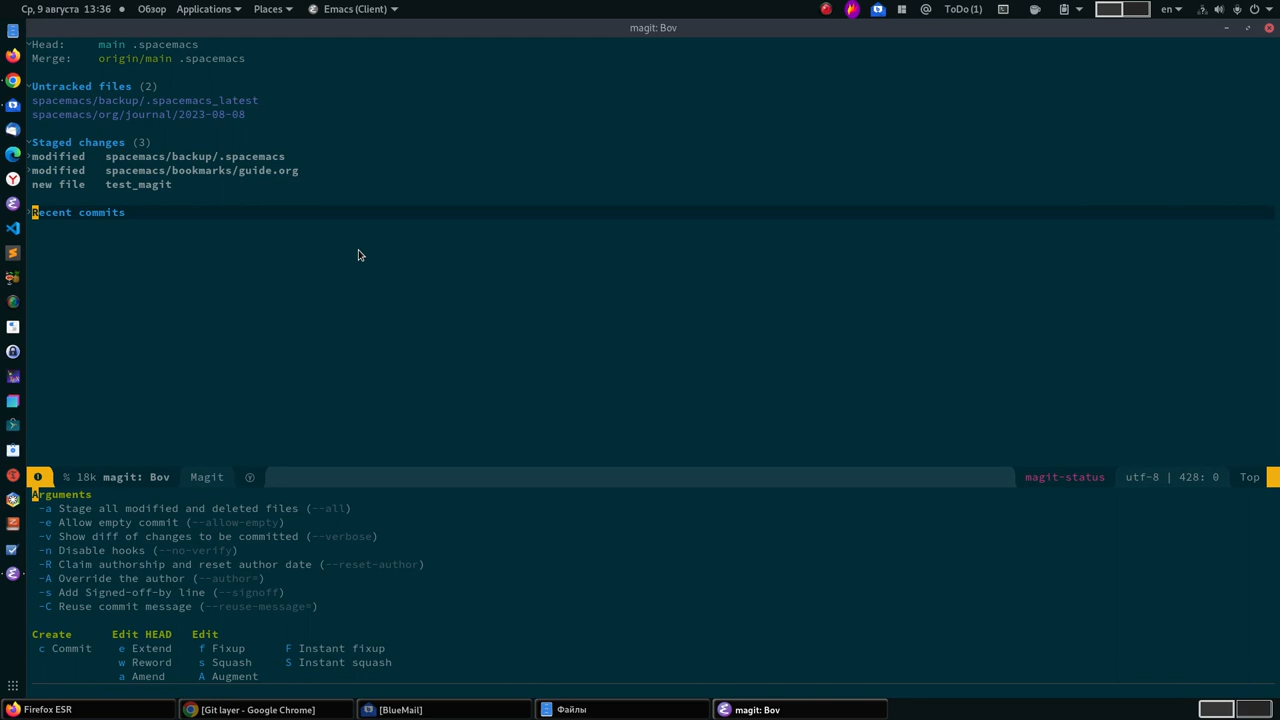 Ср, 9 августа 13:36 Обзор Applications Places Emacs (Client) ToDo (1) en
magit: Bov
Head: main .spacemacs
Merge: origin/main .spacemacs
Untracked files (2)
spacemacs/backup/.spacemacs_latest
spacemacs/org/journal/2023-08-08
Staged changes (3)
modified spacemacs/backup/.spacemacs
modified spacemacs/bookmarks/guide.org
new file test_magit
Recent commits
% 18k magit: Bov Magit magit-status utf-8 | 428: 0 Top
Arguments
-a Stage all modified and deleted files (--all)
-e Allow empty commit (--allow-empty)
-v Show diff of changes to be committed (--verbose)
-n Disable hooks (--no-verify)
-R Claim authorship and reset author date (--reset-author)
-A Override the author (--author=)
-s Add Signed-off-by line (--signoff)
-C Reuse commit message (--reuse-message=)
Create Edit HEAD Edit
c Commit e Extend f Fixup F Instant fixup
w Reword s Squash S Instant squash
a Amend A Augment
Firefox ESR [Git layer - Google Chrome] [BlueMail] Файлы magit: Bov